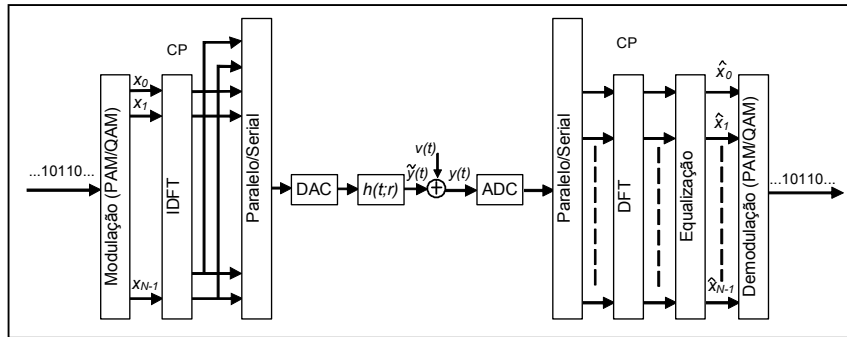 ...10110...
Modulação (PAM/QAM)
x0
x1
xN-1
CP
IDFT
Paralelo/Serial
DAC
h(t;r)
ỹ(t)
v(t)
+
y(t)
ADC
Paralelo/Serial
CP
DFT
Equalização
x̂0
x̂1
x̂N-1
Demodulação (PAM/QAM)
...10110...